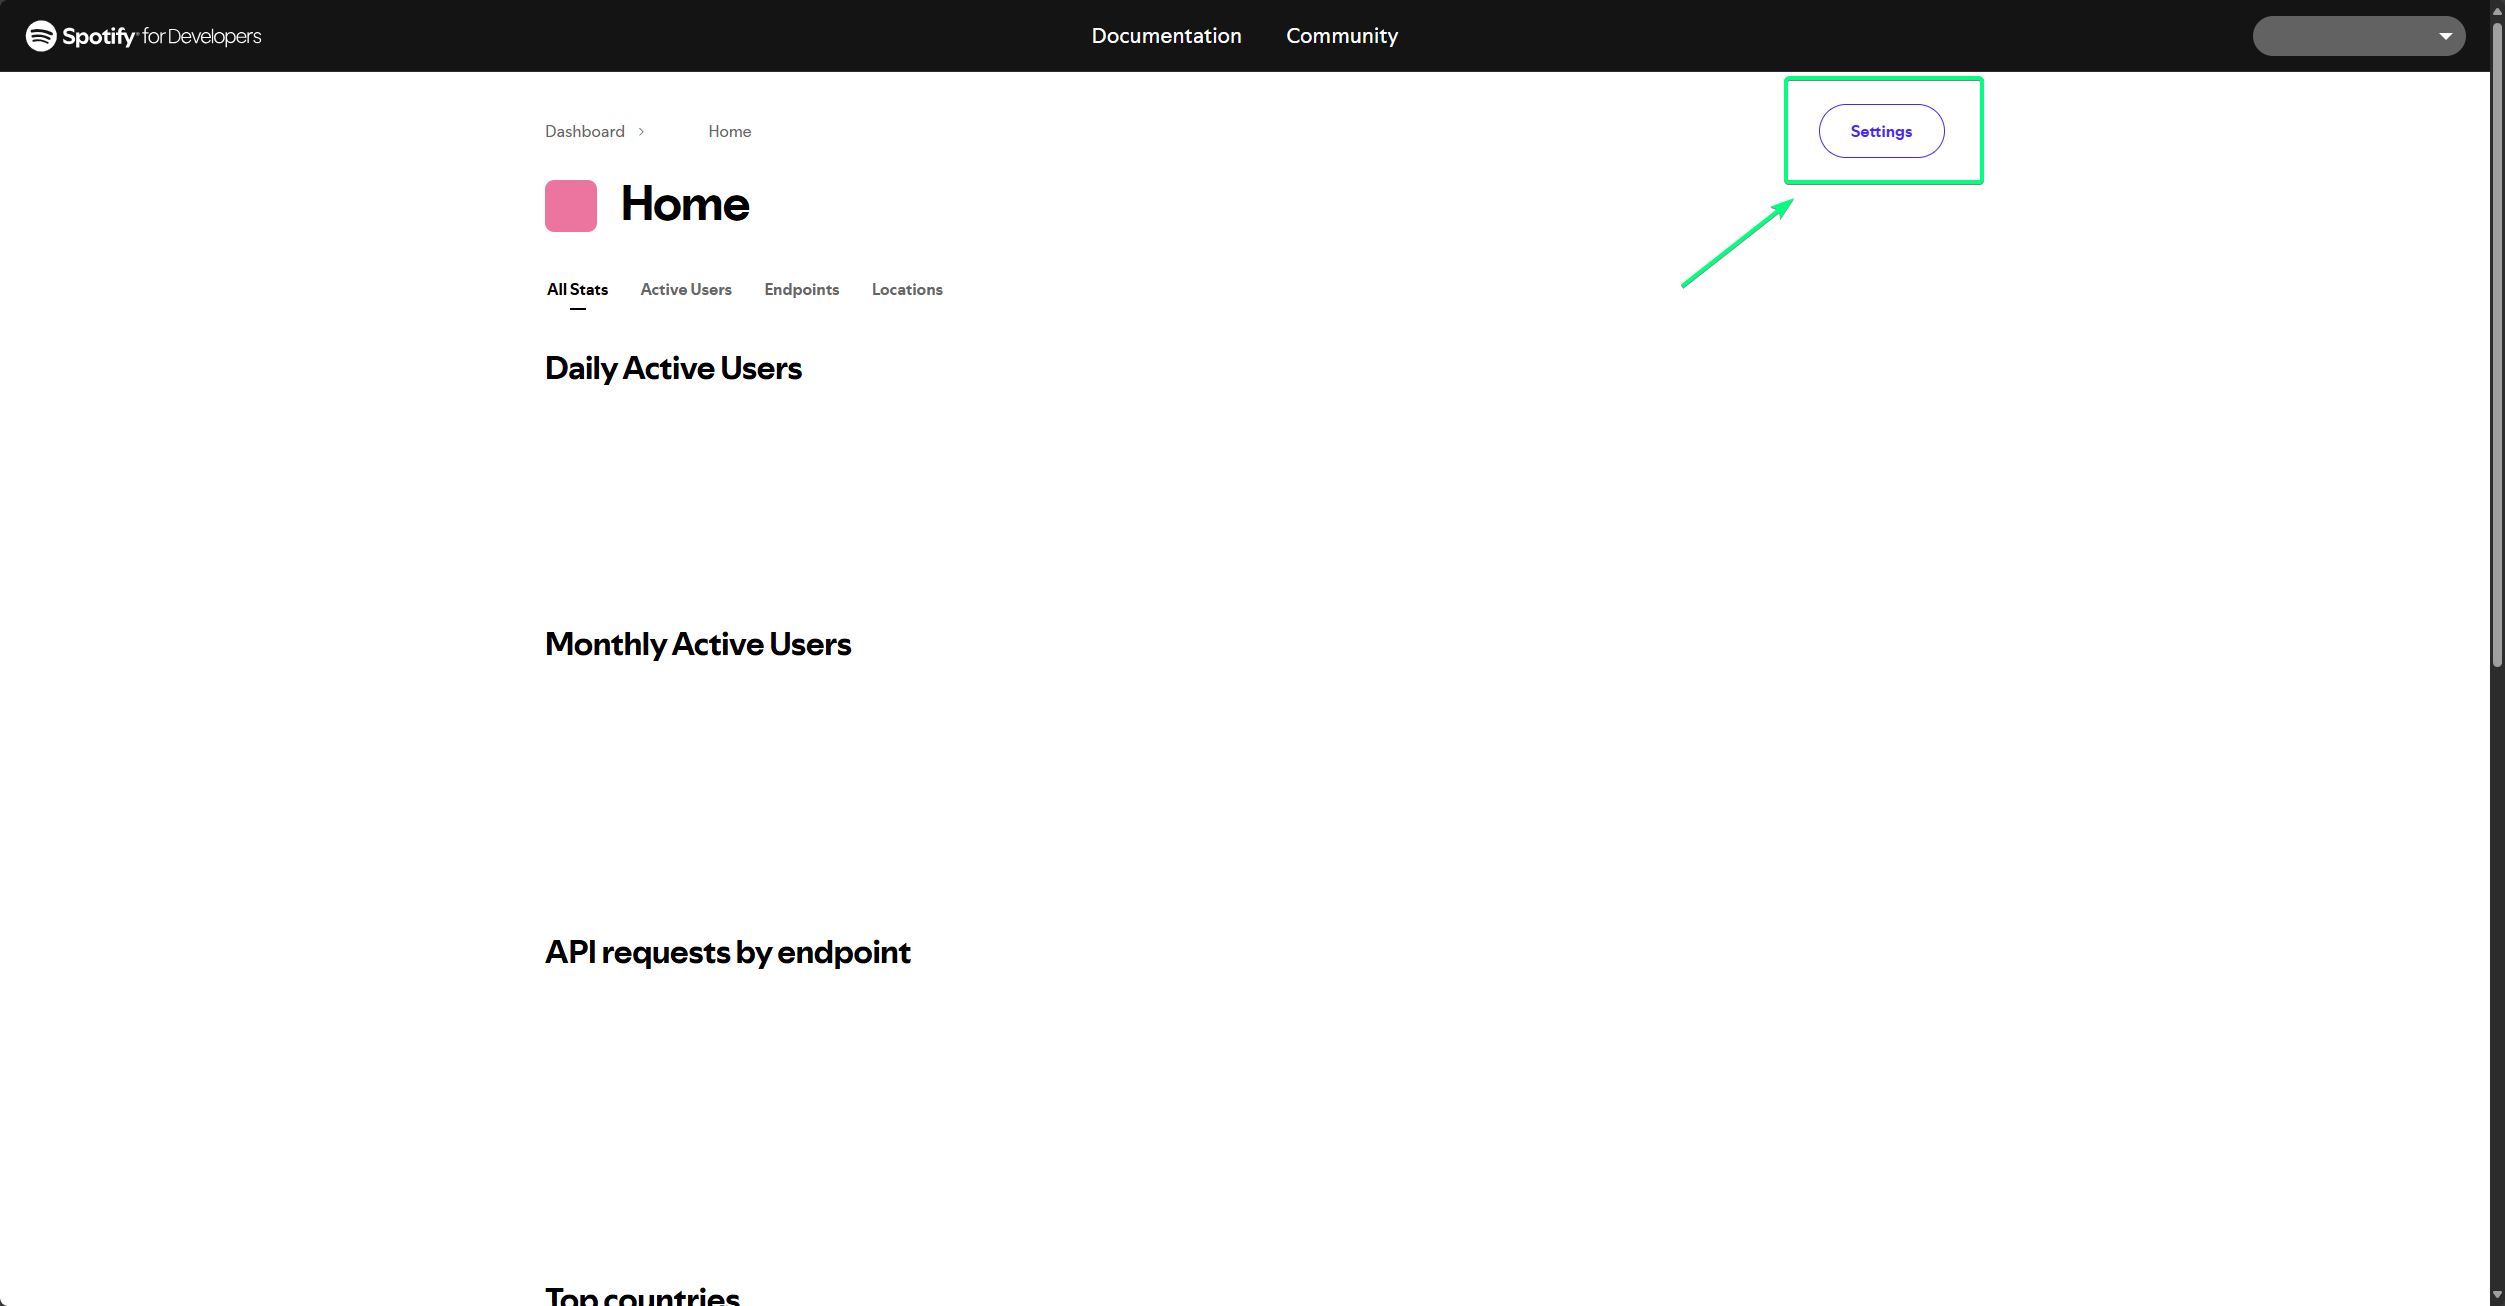 Spotify for Developers
Documentation Community
Dashboard > Home
Settings
Home
All Stats Active Users Endpoints Locations
Daily Active Users
Monthly Active Users
API requests by endpoint
Top countries